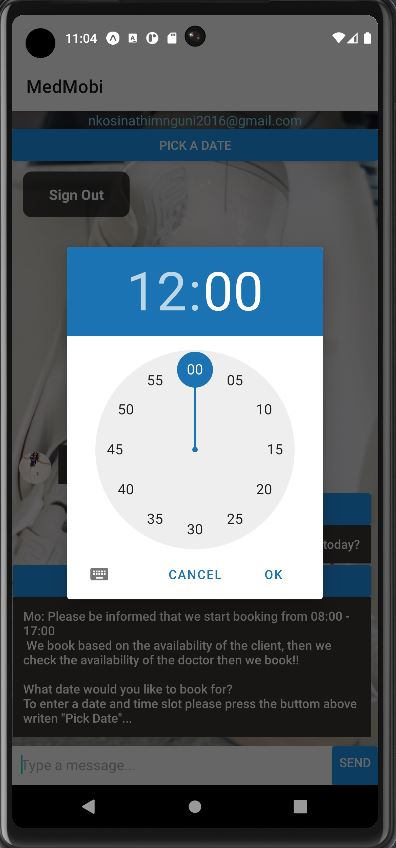 11:04
MedMobi
nkosinathimnguni2016@gmail.com
PICK A DATE
Sign Out
12:00
00
05
10
15
20
25
30
35
40
45
50
55
CANCEL
OK
today?
Mo: Please be informed that we start booking from 08:00 -
17:00
We book based on the availability of the client, then we
check the availability of the doctor then we book!!
What date would you like to book for?
To enter a date and time slot please press the buttom above
writen "Pick Date"...
Type a message...
SEND